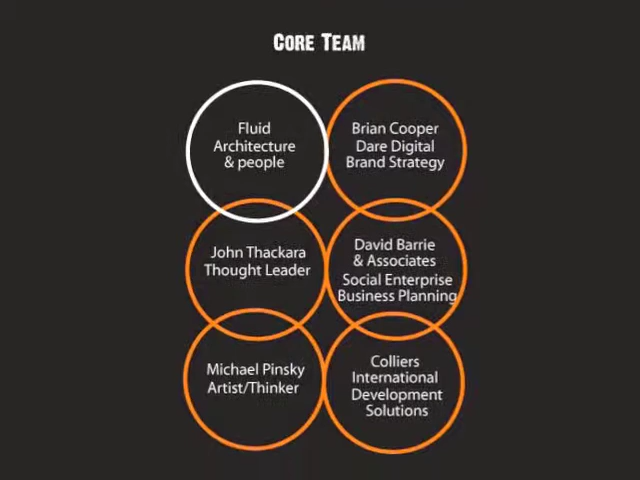 Core Team
Fluid
Architecture
& people
Brian Cooper
Dare Digital
Brand Strategy
John Thackara
Thought Leader
David Barrie
& Associates
Social Enterprise
Business Planning
Michael Pinsky
Artist/Thinker
Colliers
International
Development
Solutions